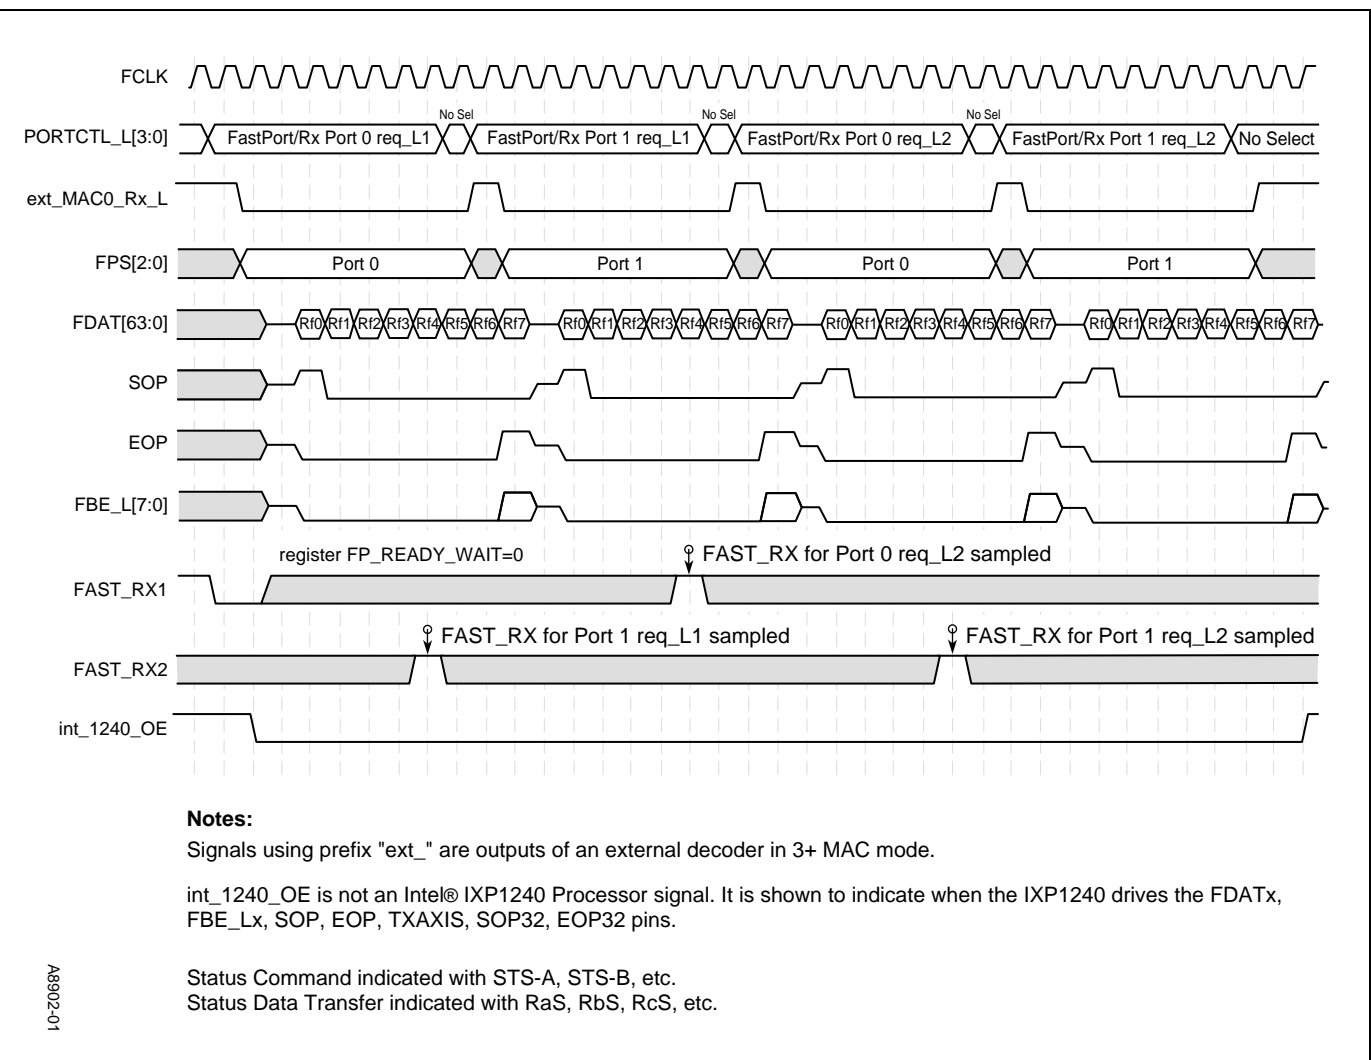 FCLK
No Sel No Sel No Sel
PORTCTL_L[3:0] FastPort/Rx Port 0 req_L1 FastPort/Rx Port 1 req_L1 FastPort/Rx Port 0 req_L2 FastPort/Rx Port 1 req_L2 No Select
ext_MAC0_Rx_L
FPS[2:0] Port 0 Port 1 Port 0 Port 1
FDAT[63:0] Rf0 Rf1 Rf2 Rf3 Rf4 Rf5 Rf6 Rf7 Rf0 Rf1 Rf2 Rf3 Rf4 Rf5 Rf6 Rf7 Rf0 Rf1 Rf2 Rf3 Rf4 Rf5 Rf6 Rf7 Rf0 Rf1 Rf2 Rf3 Rf4 Rf5 Rf6 Rf7
SOP
EOP
FBE_L[7:0]
register FP_READY_WAIT=0 FAST_RX for Port 0 req_L2 sampled
FAST_RX1
FAST_RX for Port 1 req_L1 sampled FAST_RX for Port 1 req_L2 sampled
FAST_RX2
int_1240_OE
Notes:
Signals using prefix "ext_" are outputs of an external decoder in 3+ MAC mode.
int_1240_OE is not an Intel® IXP1240 Processor signal. It is shown to indicate when the IXP1240 drives the FDATx,
FBE_Lx, SOP, EOP, TXAXIS, SOP32, EOP32 pins.
Status Command indicated with STS-A, STS-B, etc.
Status Data Transfer indicated with RaS, RbS, RcS, etc.
A8902-01